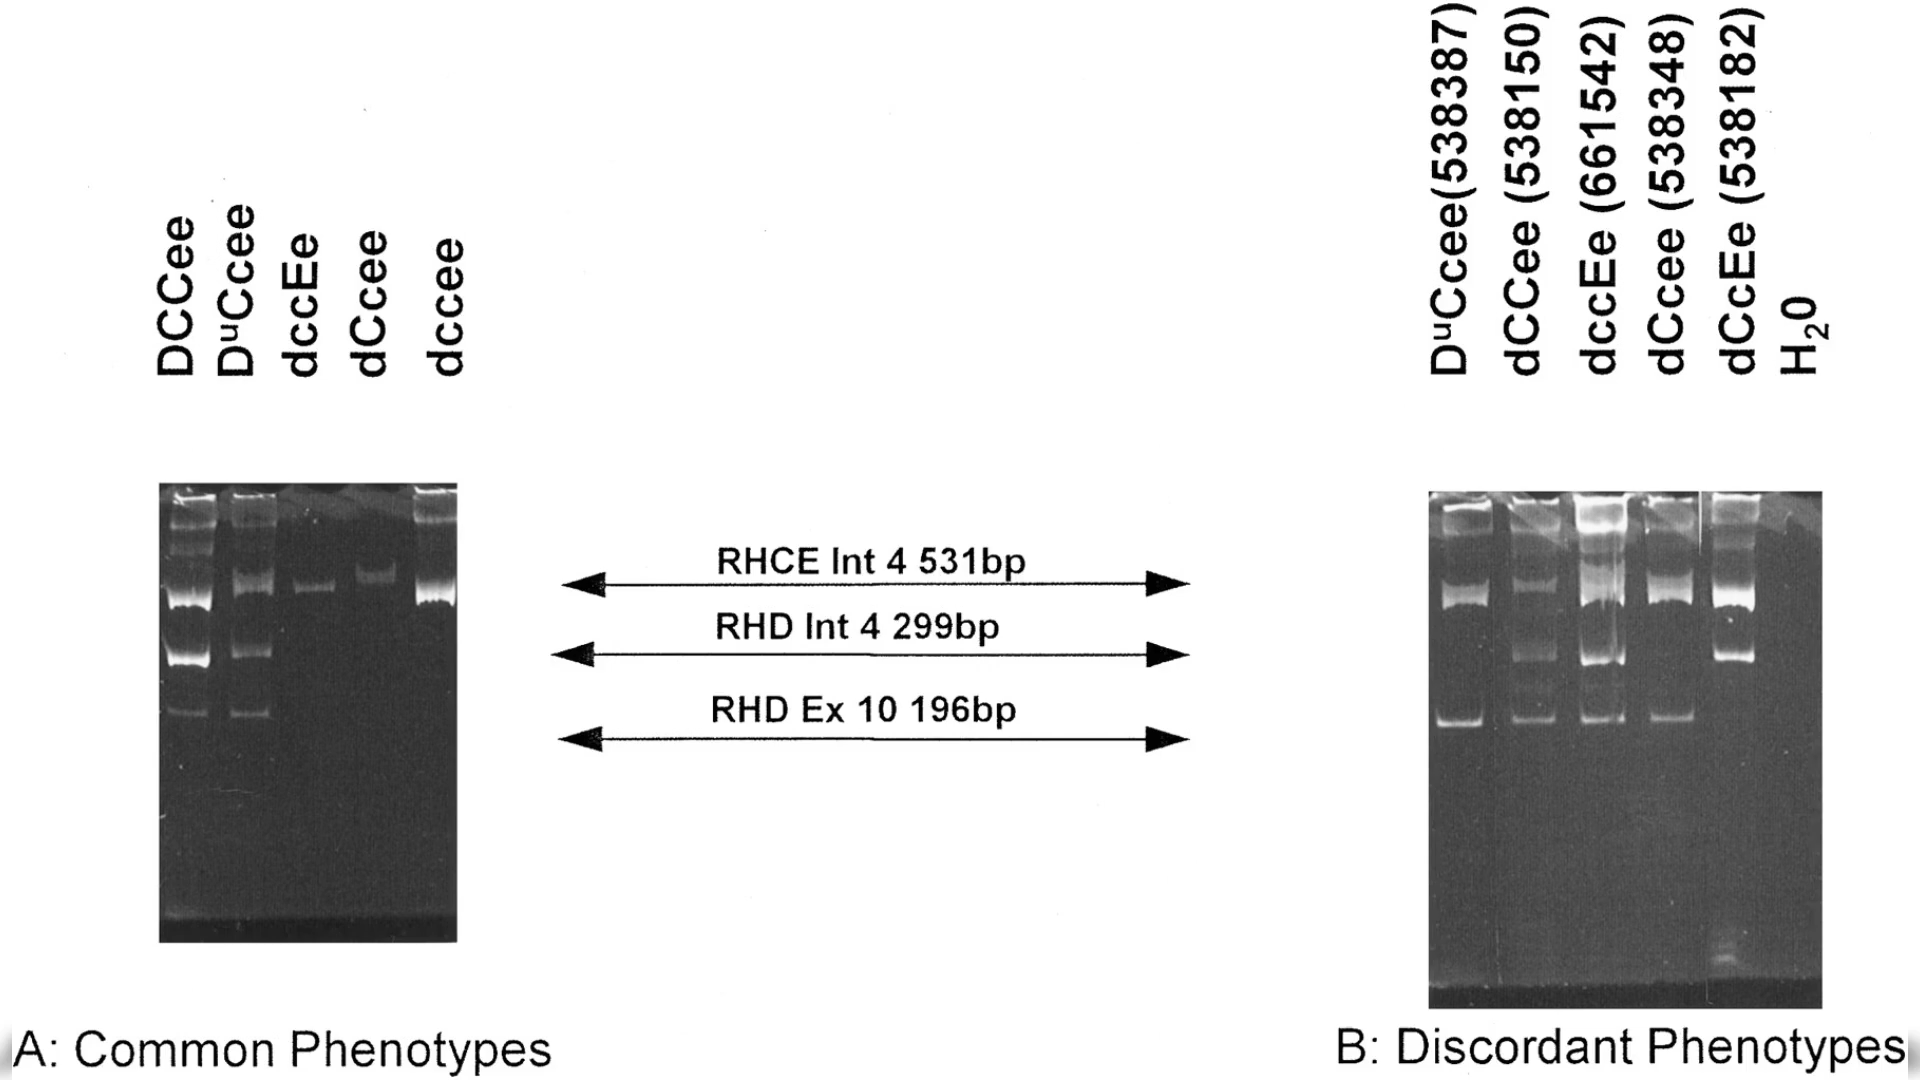 DCCee
DᵘCcee
dccEe
dCcee
dccee
RHCE Int 4 531bp
RHD Int 4 299bp
RHD Ex 10 196bp
DᵘCcee(538387)
dCCee (538150)
dccEe (661542)
dCcee (538348)
dCcEe (538182)
H₂0
A: Common Phenotypes
B: Discordant Phenotypes